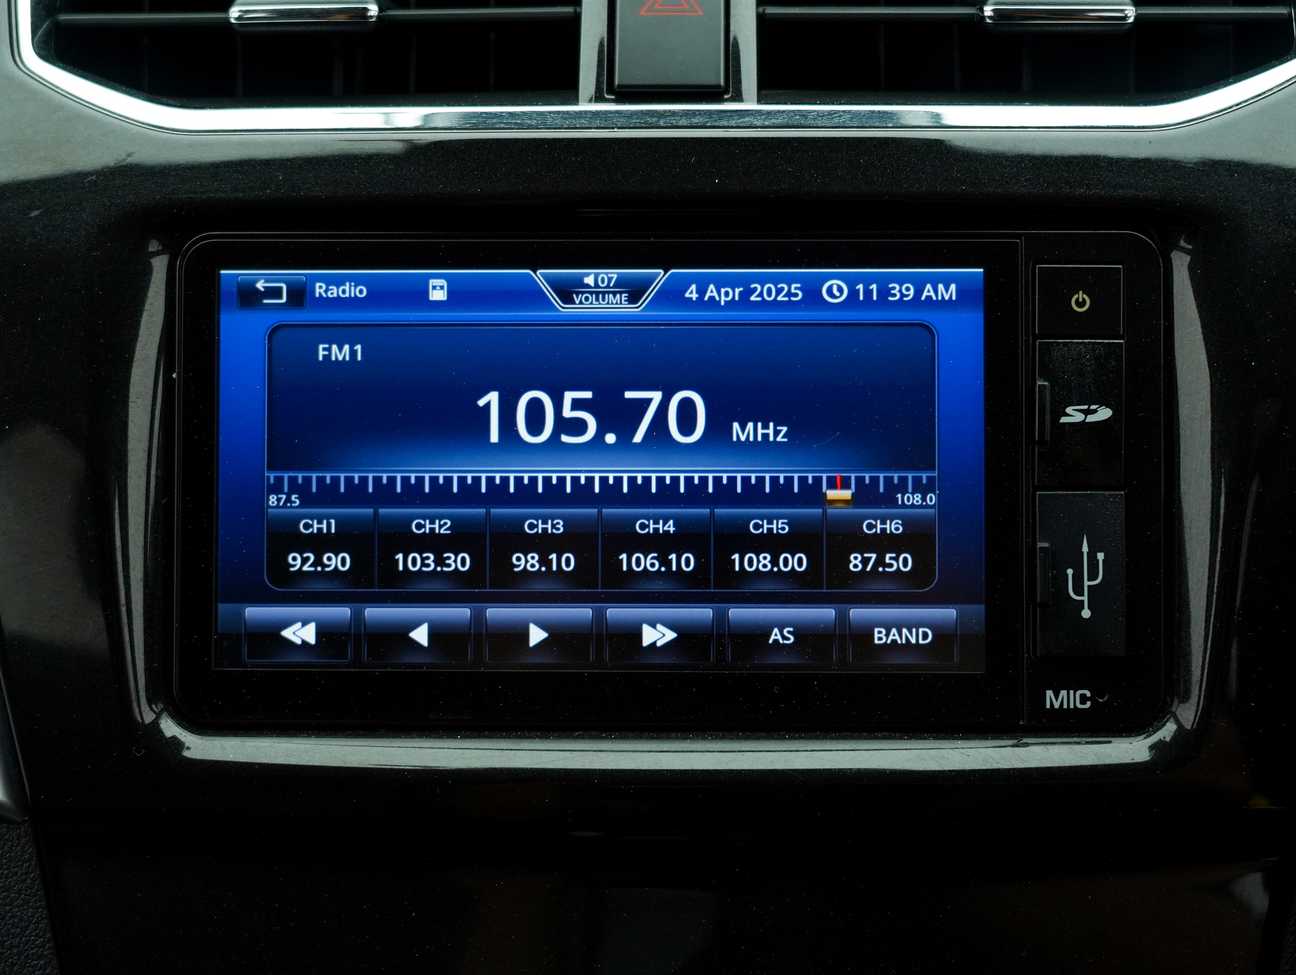 Radio 07 4 Apr 2025 11 39 AM
VOLUME
FM1
105.70 MHz
87.5 108.0
CH1 CH2 CH3 CH4 CH5 CH6
92.90 103.30 98.10 106.10 108.00 87.50
AS BAND
SD
MIC